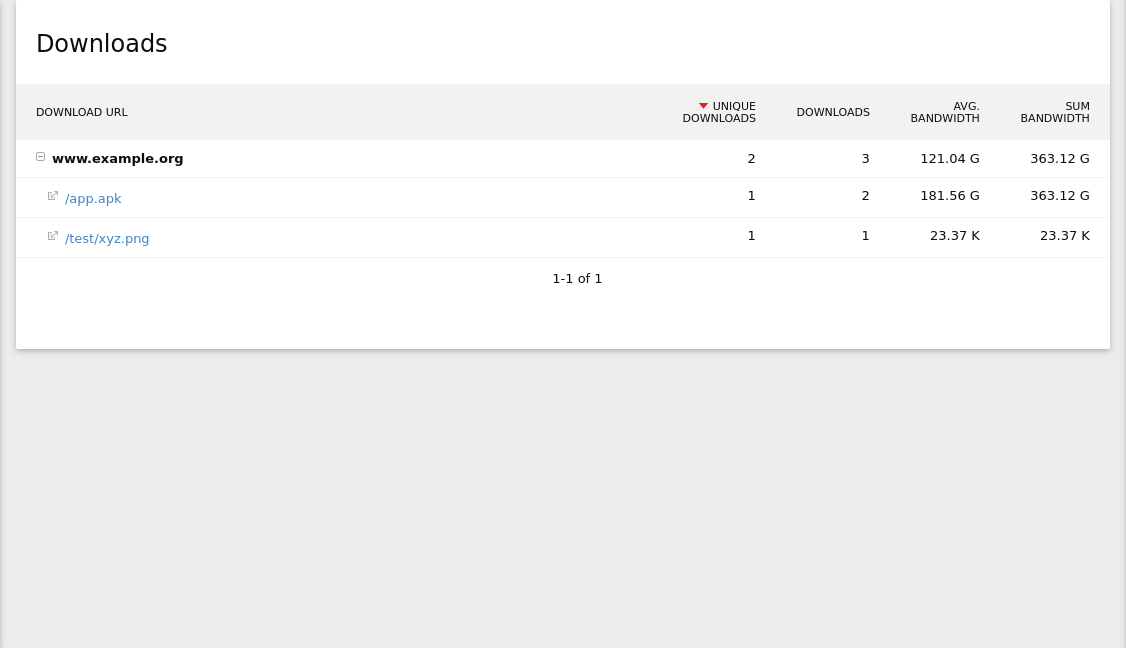 Downloads
DOWNLOAD URL UNIQUE DOWNLOADS DOWNLOADS AVG. BANDWIDTH SUM BANDWIDTH
www.example.org 2 3 121.04 G 363.12 G
/app.apk 1 2 181.56 G 363.12 G
/test/xyz.png 1 1 23.37 K 23.37 K
1-1 of 1